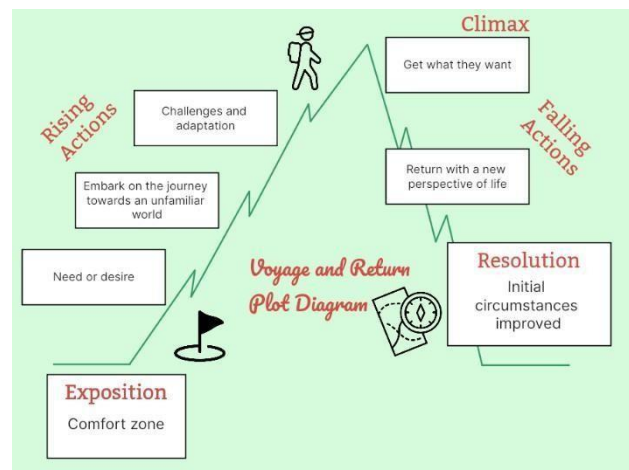 Climax
Get what they want
Rising
Actions
Challenges and
adaptation
Falling
Actions
Embark on the journey
towards an unfamiliar
world
Return with a new
perspective of life
Need or desire
Voyage and Return
Plot Diagram
Resolution
Initial
circumstances
improved
Exposition
Comfort zone